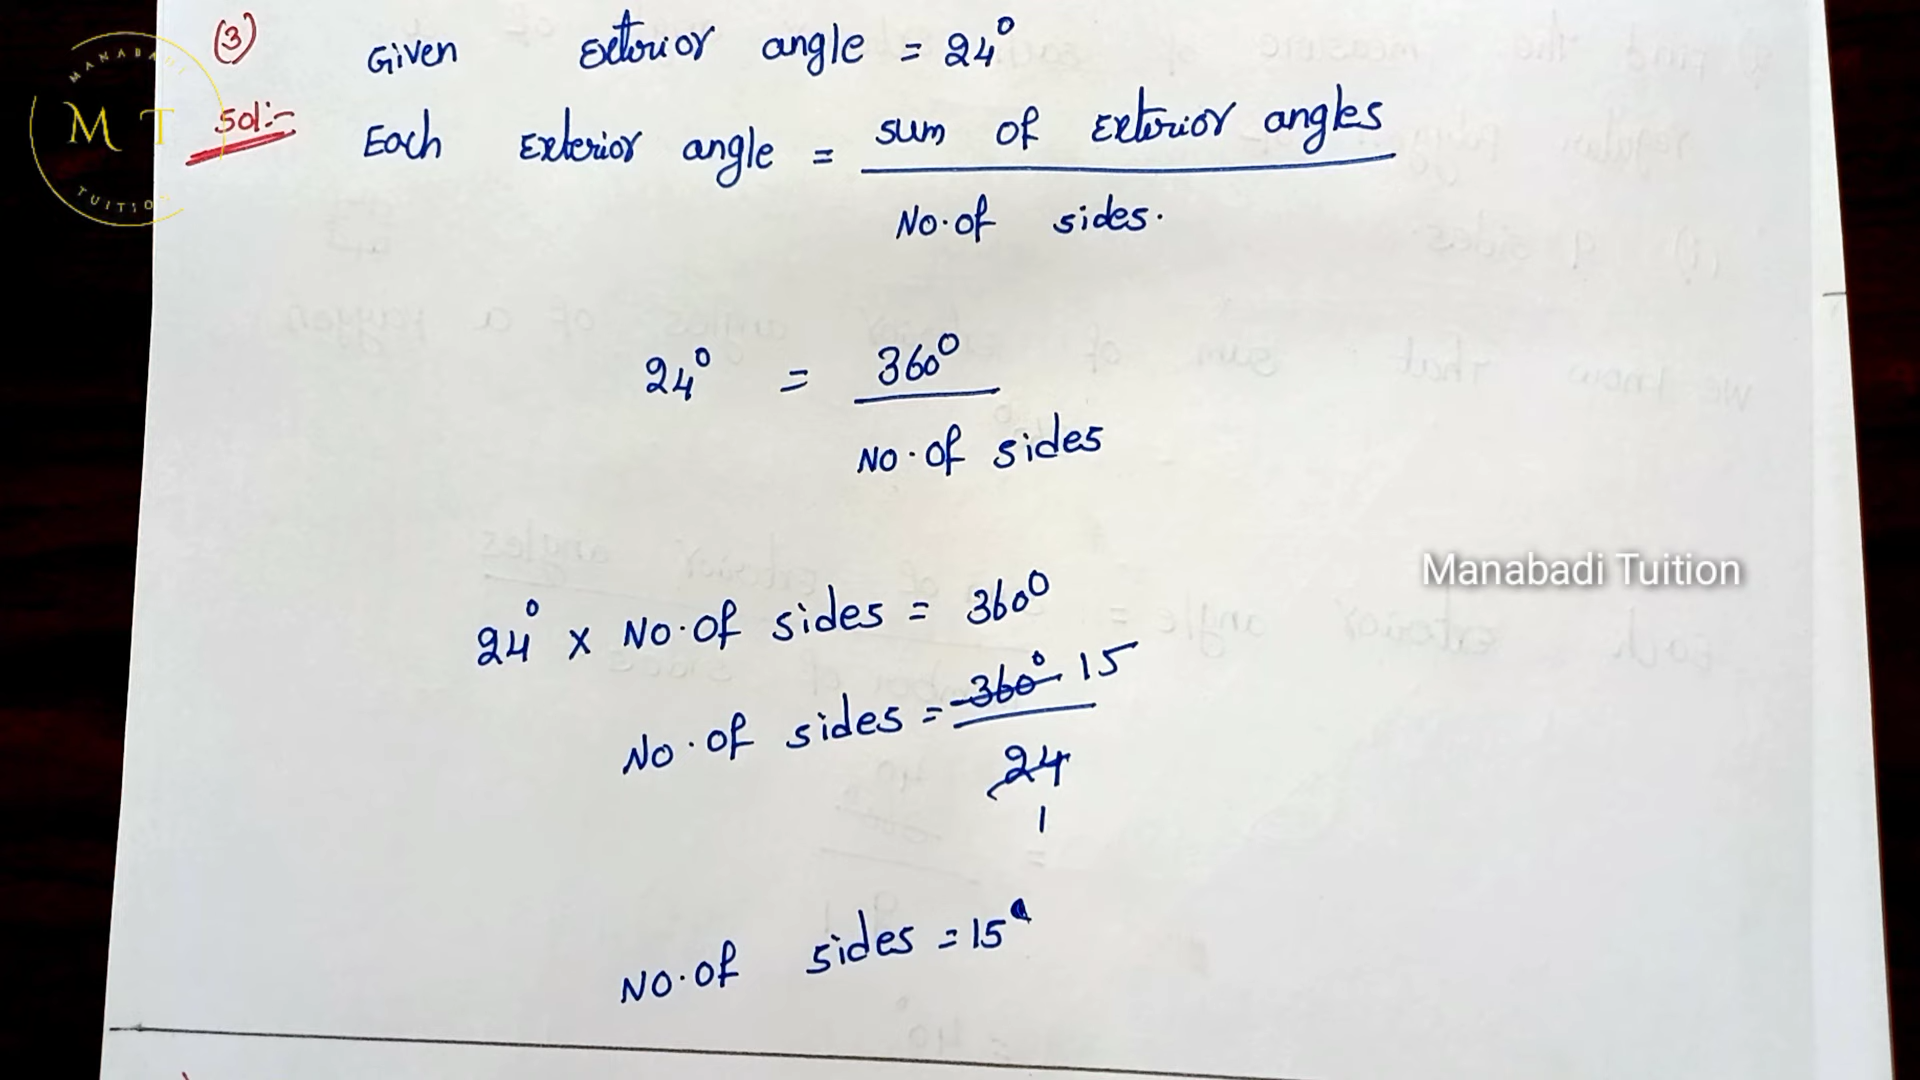 MANABADI
M T
TUITION
(3) Given exterior angle = 24°
Sol:- Each Exterior angle = sum of Exterior angles
No.of sides.
24° = 360°
No.of sides
24° x No.of sides = 360°
No.of sides = 360° 15
24
1
No.of sides = 15
Manabadi Tuition